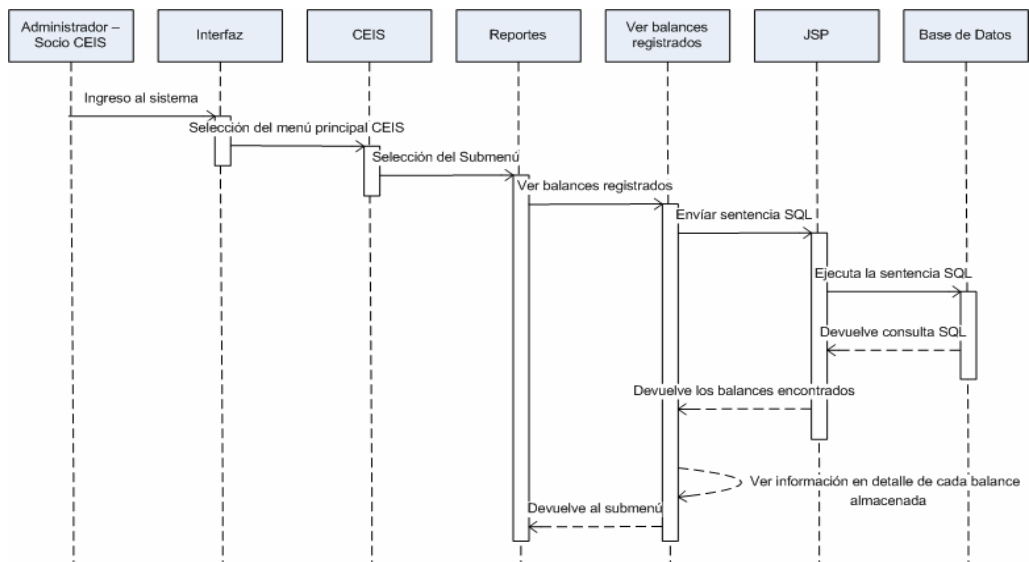 Administrador –
Socio CEIS
Interfaz
CEIS
Reportes
Ver balances
registrados
JSP
Base de Datos
Ingreso al sistema
Selección del menú principal CEIS
Selección del Submenú
Ver balances registrados
Envíar sentencia SQL
Ejecuta la sentencia SQL
Devuelve consulta SQL
Devuelve los balances encontrados
Ver información en detalle de cada balance
almacenada
Devuelve al submenú